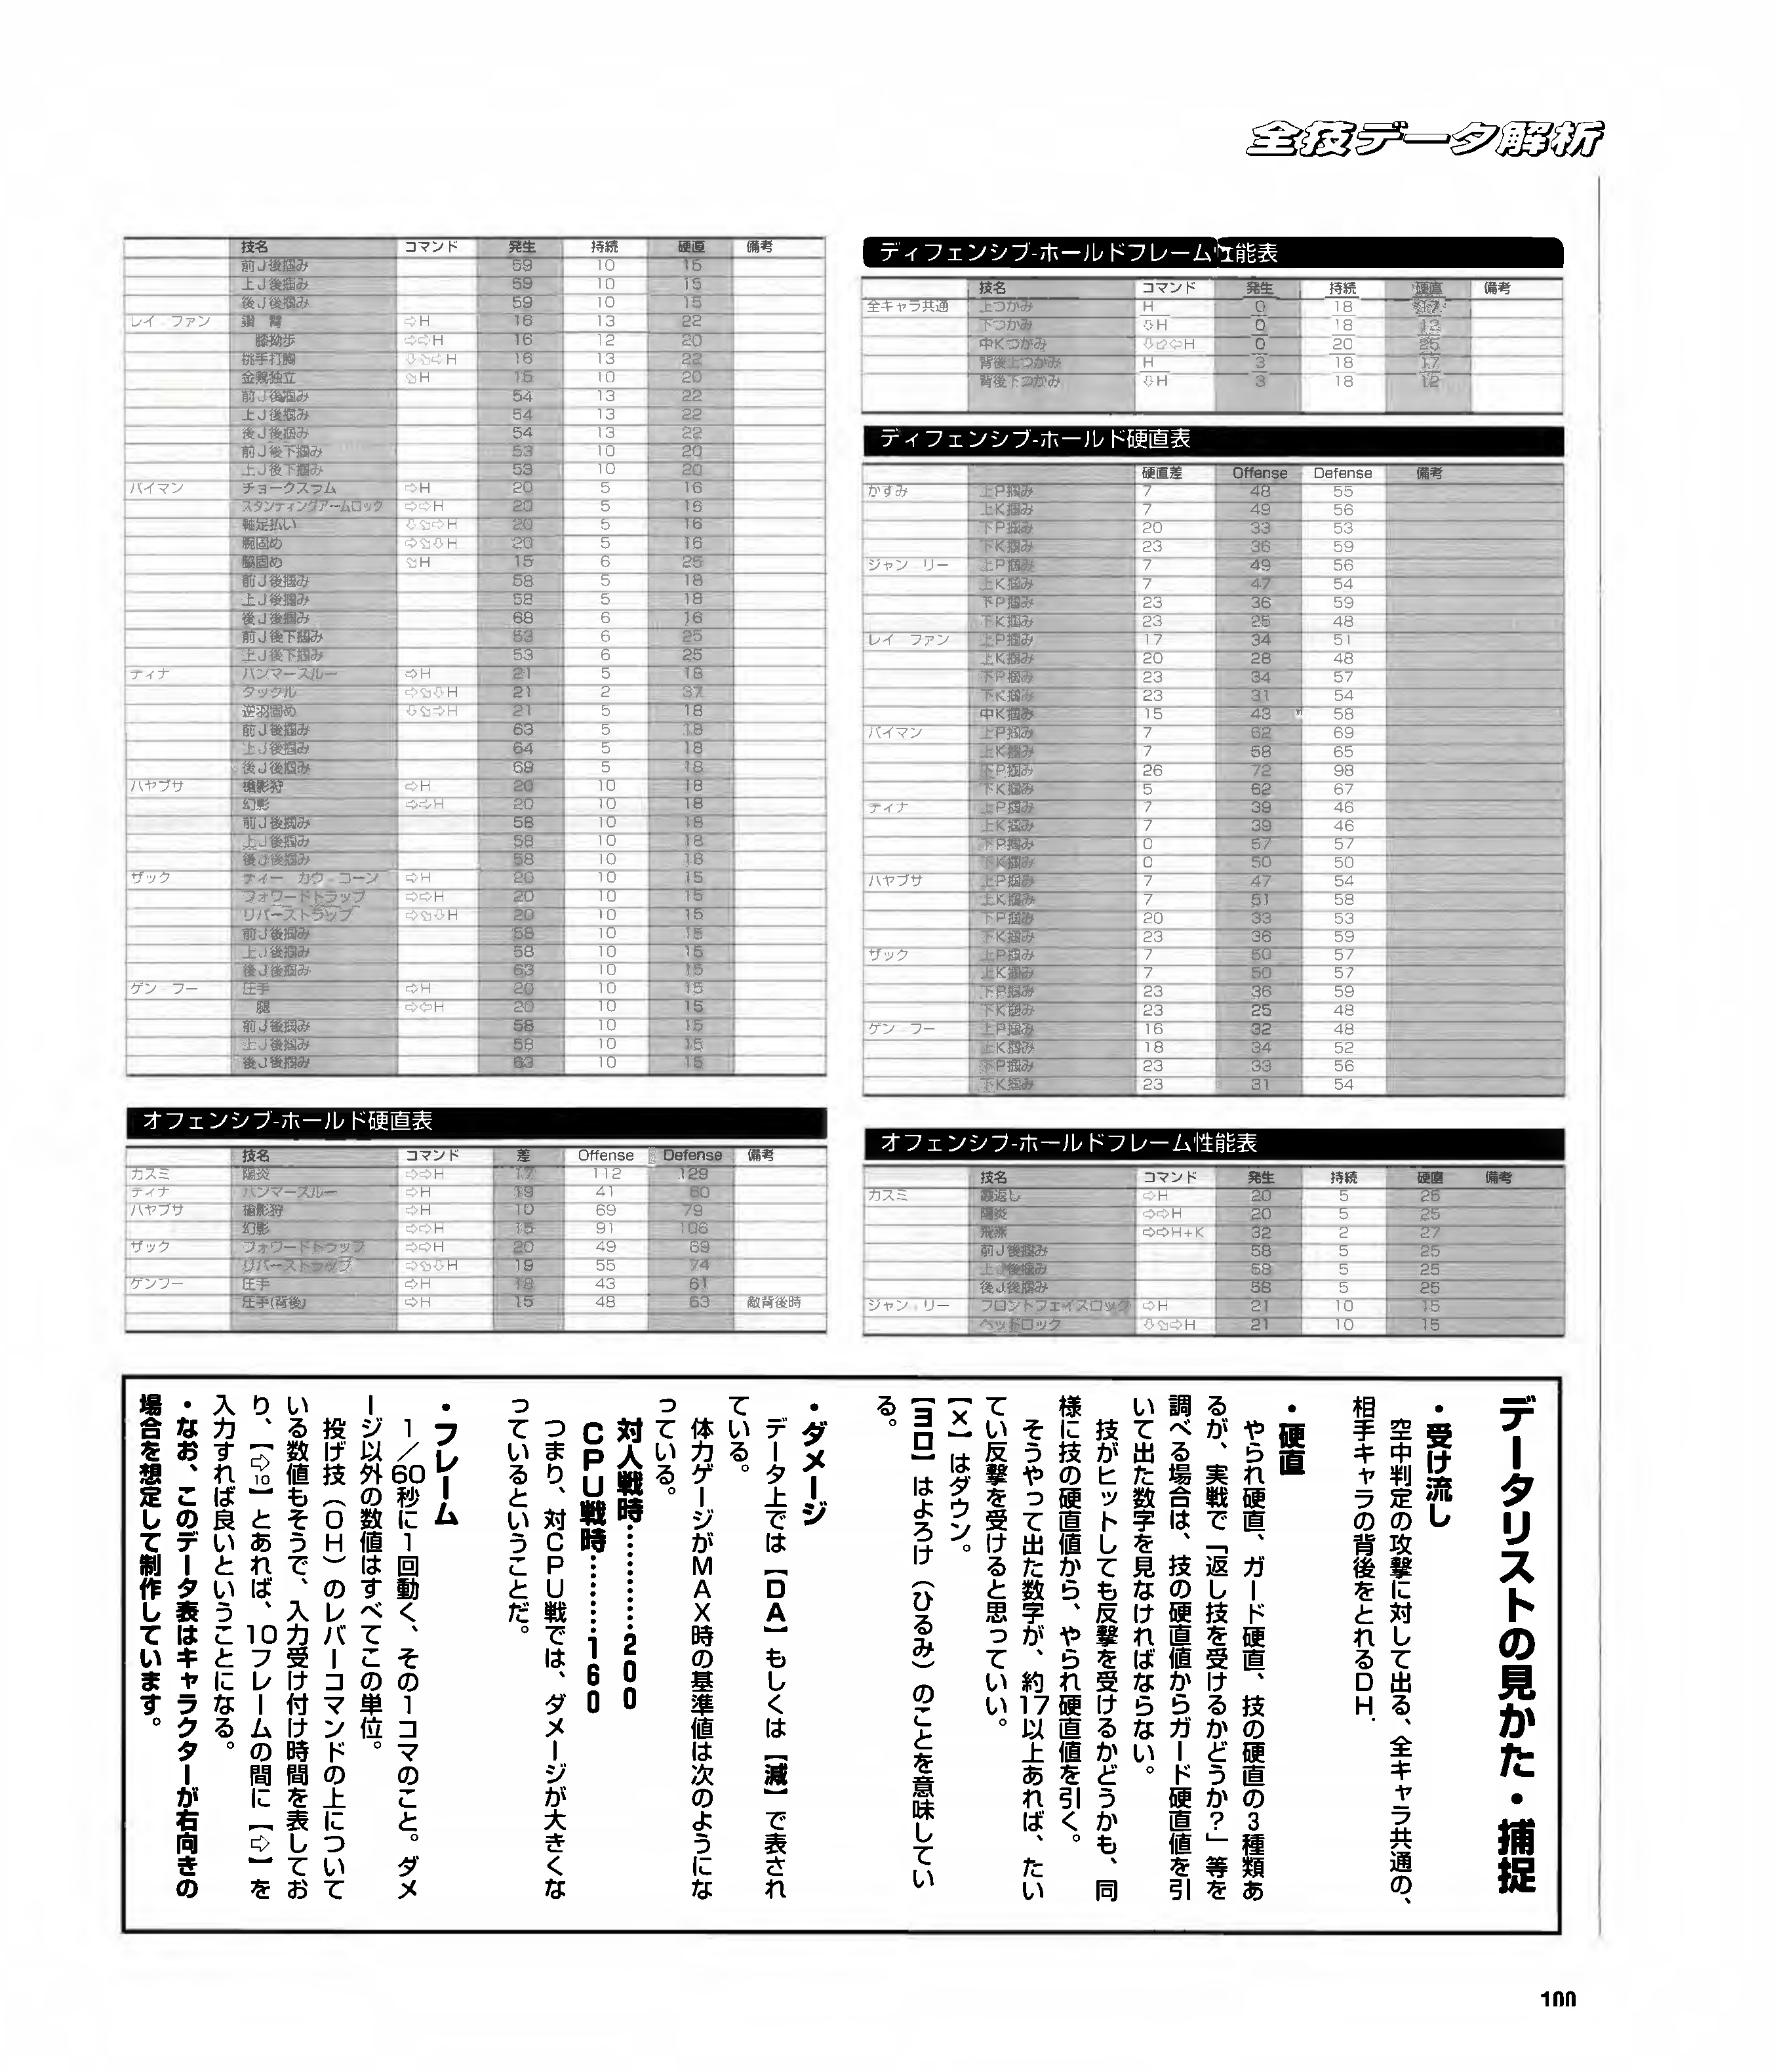 全技データ解析
ディフェンシブ-ホールドフレーム性能表
技名 コマンド 発生 持続 硬直 備考
全キャラ共通 上つかみ H 0 18 17
下つかみ ⇩H 0 18 12
中Kつかみ ⇩⬃⇦H 0 20 25
背後上つかみ H 3 18 17
背後下つかみ ⇩H 3 18 12
ディフェンシブ-ホールド硬直表
硬直差 Offense Defense 備考
かすみ 上P掴み 7 48 55
上K掴み 7 49 56
下P掴み 20 33 53
下K掴み 23 36 59
ジャン リー 上P掴み 7 49 56
上K掴み 7 47 54
下P掴み 23 36 59
下K掴み 23 25 48
レイ ファン 上P掴み 17 34 51
上K掴み 20 28 48
下P掴み 23 34 57
下K掴み 23 31 54
中K掴み 15 43 58
バイマン 上P掴み 7 62 69
上K掴み 7 58 65
下P掴み 26 72 98
下K掴み 5 62 67
ティナ 上P掴み 7 39 46
上K掴み 7 39 46
下P掴み 0 57 57
下K掴み 0 50 50
ハヤブサ 上P掴み 7 47 54
上K掴み 7 51 58
下P掴み 20 33 53
下K掴み 23 36 59
ザック 上P掴み 7 50 57
上K掴み 7 50 57
下P掴み 23 36 59
下K掴み 23 25 48
ゲン フー 上P掴み 16 32 48
上K掴み 18 34 52
下P掴み 23 33 56
下K掴み 23 31 54
オフェンシブ-ホールドフレーム性能表
技名 コマンド 発生 持続 硬直 備考
カスミ 霞返し ⇨H 20 5 25
陽炎 ⇨⇨H 20 5 25
飛燕 ⇨⇨H+K 32 2 27
前J後掴み 58 5 25
上J後掴み 58 5 25
後J後掴み 58 5 25
ジャン・リー フロントフェイスロック ⇨H 21 10 15
ヘッドロック ⇩⬂⇨H 21 10 15
技名 コマンド 発生 持続 硬直 備考
前J後掴み 59 10 15
上J後掴み 59 10 15
後J後掴み 59 10 15
レイ・ファン ⇨H 16 13 22
膝拗歩 ⇨⇨H 16 12 20
挑手打胸 16 13 22
金鶏独立 ⬂H 15 10 20
前J後掴み 54 13 22
上J後掴み 54 13 22
後J後掴み 54 13 22
前J後下掴み 53 10 20
上J後下掴み 53 10 20
バイマン チョークスラム ⇨H 20 5 16
スタンディングアームロック ⇨⇨H 20 5 16
軸足払い ⇩⬂⇨H 20 5 16
腕固め ⇨⬂⇩H 20 5 16
脇固め ⬂H 15 6 25
前J後掴み 58 5 18
上J後掴み 58 5 18
後J後掴み 68 6 16
前J後下掴み 53 6 25
上J後下掴み 53 6 25
ティナ ハンマースルー ⇨H 21 5 18
タックル ⇨⬂⇩H 21 2 37
逆羽固め ⇩⬂⇨H 21 5 18
前J後掴み 63 5 18
上J後掴み 64 5 18
後J後掴み 69 5 18
ハヤブサ 槍影狩 ⇨H 20 10 18
幻影 ⇨⇨H 20 10 18
前J後掴み 58 10 18
上J後掴み 58 10 18
後J後掴み 58 10 18
ザック ティー カウ-コーン ⇨H 20 10 15
フォワードトラップ ⇨⇨H 20 10 15
リバーストラップ ⇨⬂⇩H 20 10 15
前J後掴み 58 10 15
上J後掴み 58 10 15
後J後掴み 63 10 15
ゲン・フー 圧手 ⇨H 20 10 15
腿 ⇨⇦H 20 10 15
前J後掴み 58 10 15
上J後掴み 58 10 15
後J後掴み 63 10 15
オフェンシブ-ホールド硬直表
技名 コマンド 差 Offense Defense 備考
カスミ 陽炎 ⇨⇨H 17 112 129
ティナ ハンマースルー ⇨H 19 41 60
ハヤブサ 槍影狩 ⇨H 10 69 79
幻影 ⇨⇨H 15 91 106
ザック フォワードトラップ ⇨⇨H 20 49 69
リバーストラップ ⇨⬂⇩H 19 55 74
ゲンフー 圧手 ⇨H 18 43 61
圧手(背後) ⇨H 15 48 63 敵背後時
データリストの見かた・捕捉
・受け流し
空中判定の攻撃に対して出る、全キャラ共通の、
相手キャラの背後をとれるDH.
・硬直
やられ硬直、ガード硬直、技の硬直の3種類あ
るが、実戦で「返し技を受けるかどうか?」等を
調べる場合は、技の硬直値からガード硬直値を引
いて出た数字を見なければならない。
技がヒットしても反撃を受けるかどうかも、同
様に技の硬直値から、やられ硬直値を引く。
そうやって出た数字が、約17以上あれば、たい
てい反撃を受けると思っていい。
【×】はダウン。
【ヨロ】はよろけ(ひるみ)のことを意味してい
る。
・ダメージ
データ上では【DA】もしくは【減】で表され
ている。
体力ゲージがMAX時の基準値は次のようにな
っている。
対人戦時…………200
CPU戦時………160
つまり、対CPU戦では、ダメージが大きくな
っているということだ。
・フレーム
1/60秒に1回動く、その1コマのこと。ダメ
ージ以外の数値はすべてこの単位。
投げ技(OH)のレバーコマンドの上について
いる数値もそうで、入力受け付け時間を表してお
り、【⇨10】とあれば、10フレームの間に【⇨】を
入力すれば良いということになる。
・なお、このデータ表はキャラクターが右向きの
場合を想定して制作しています。
100